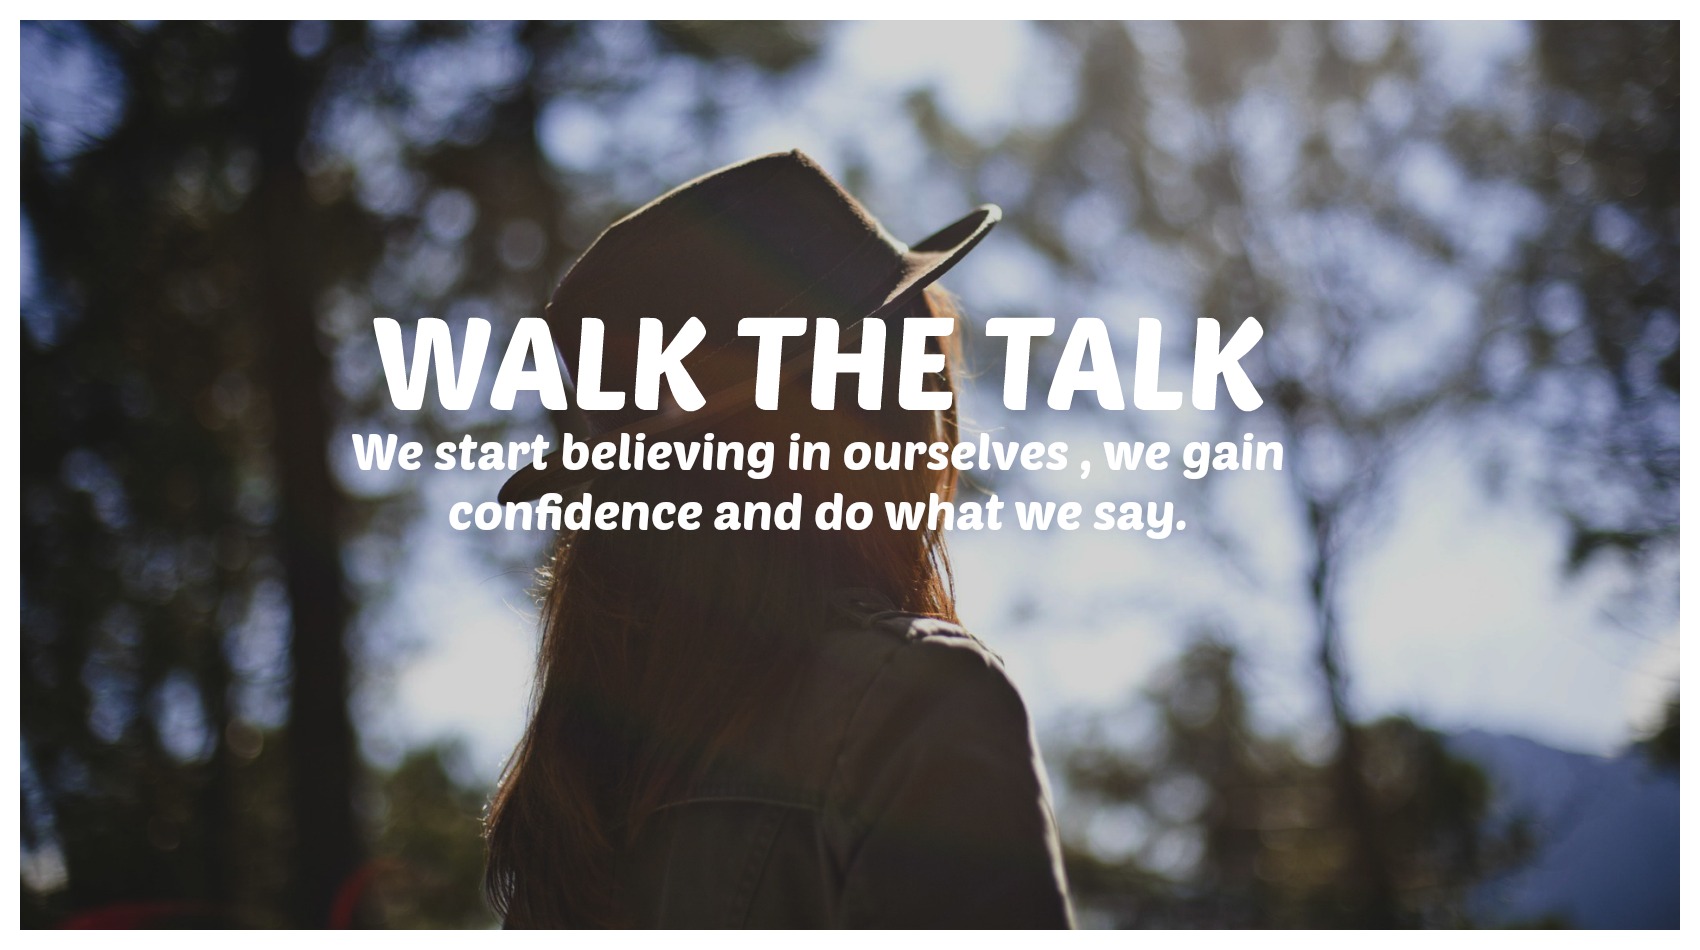 WALK THE TALK
We start believing in ourselves , we gain
confidence and do what we say.